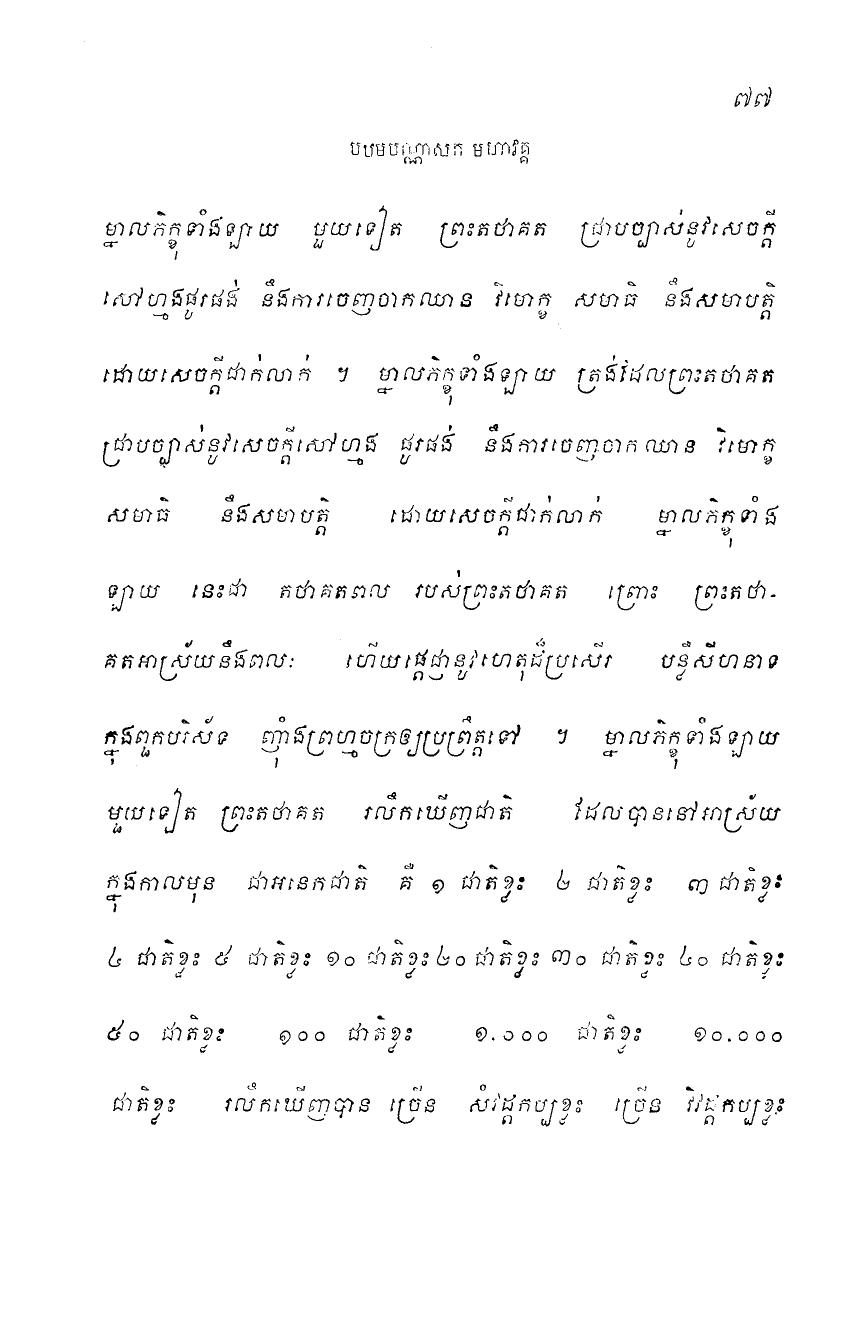 ៧៧
បឋមបណ្ណាសក មហាវគ្គ
ម្នាលភិក្ខុទាំងឡាយ មួយទៀត ព្រះតថាគត ជ្រាបច្បាស់នូវសេចក្តី
សៅហ្មងផូរផង់ នឹងការចេញចាកឈាន វិមោក្ខ សមាធិ នឹងសមាបត្តិ
ដោយសេចក្តីជាក់លាក់ ។ ម្នាលភិក្ខុទាំងឡាយ ត្រង់ដែលព្រះតថាគត
ជ្រាបច្បាស់នូវសេចក្តីសៅហ្មង ផូរផង់ នឹងការចេញចាក ឈាន វិមោក្ខ
សមាធិ នឹងសមាបត្តិ ដោយសេចក្តីជាក់លាក់ ម្នាលភិក្ខុទាំង
ឡាយ នេះជា តថាគតពល របស់ព្រះតថាគត ព្រោះ ព្រះតថា-
គតអាស្រ័យនឹងពលៈ ហើយផ្តេជ្ញានូវហេតុដ៏ប្រសើរ បន្លឺសីហនាទ
ក្នុងពួកបរិស័ទ ញុំាងព្រហ្មចក្រឲ្យប្រព្រឹត្តទៅ ។ ម្នាលភិក្ខុទាំងឡាយ
មួយទៀត ព្រះតថាគត រលឹកឃើញជាតិ ដែលបាននៅអាស្រ័យ
ក្នុងកាលមុន ជាអនេកជាតិ គឺ ១ ជាតិខ្លះ ២ ជាតិខ្លះ ៣ ជាតិខ្លះ
៤ ជាតិខ្លះ ៥ ជាតិខ្លះ ១០ ជាតិខ្លះ ២០ ជាតិខ្លះ ៣០ ជាតិខ្លះ ៤០ ជាតិខ្លះ
៥០ ជាតិខ្លះ ១០០ ជាតិខ្លះ ១.០០០ ជាតិខ្លះ ១០.០០០
ជាតិខ្លះ រលឹកឃើញបាន ច្រើន សំវដ្តកប្បខ្លះ ច្រើន វិវដ្តកប្បខ្លះ